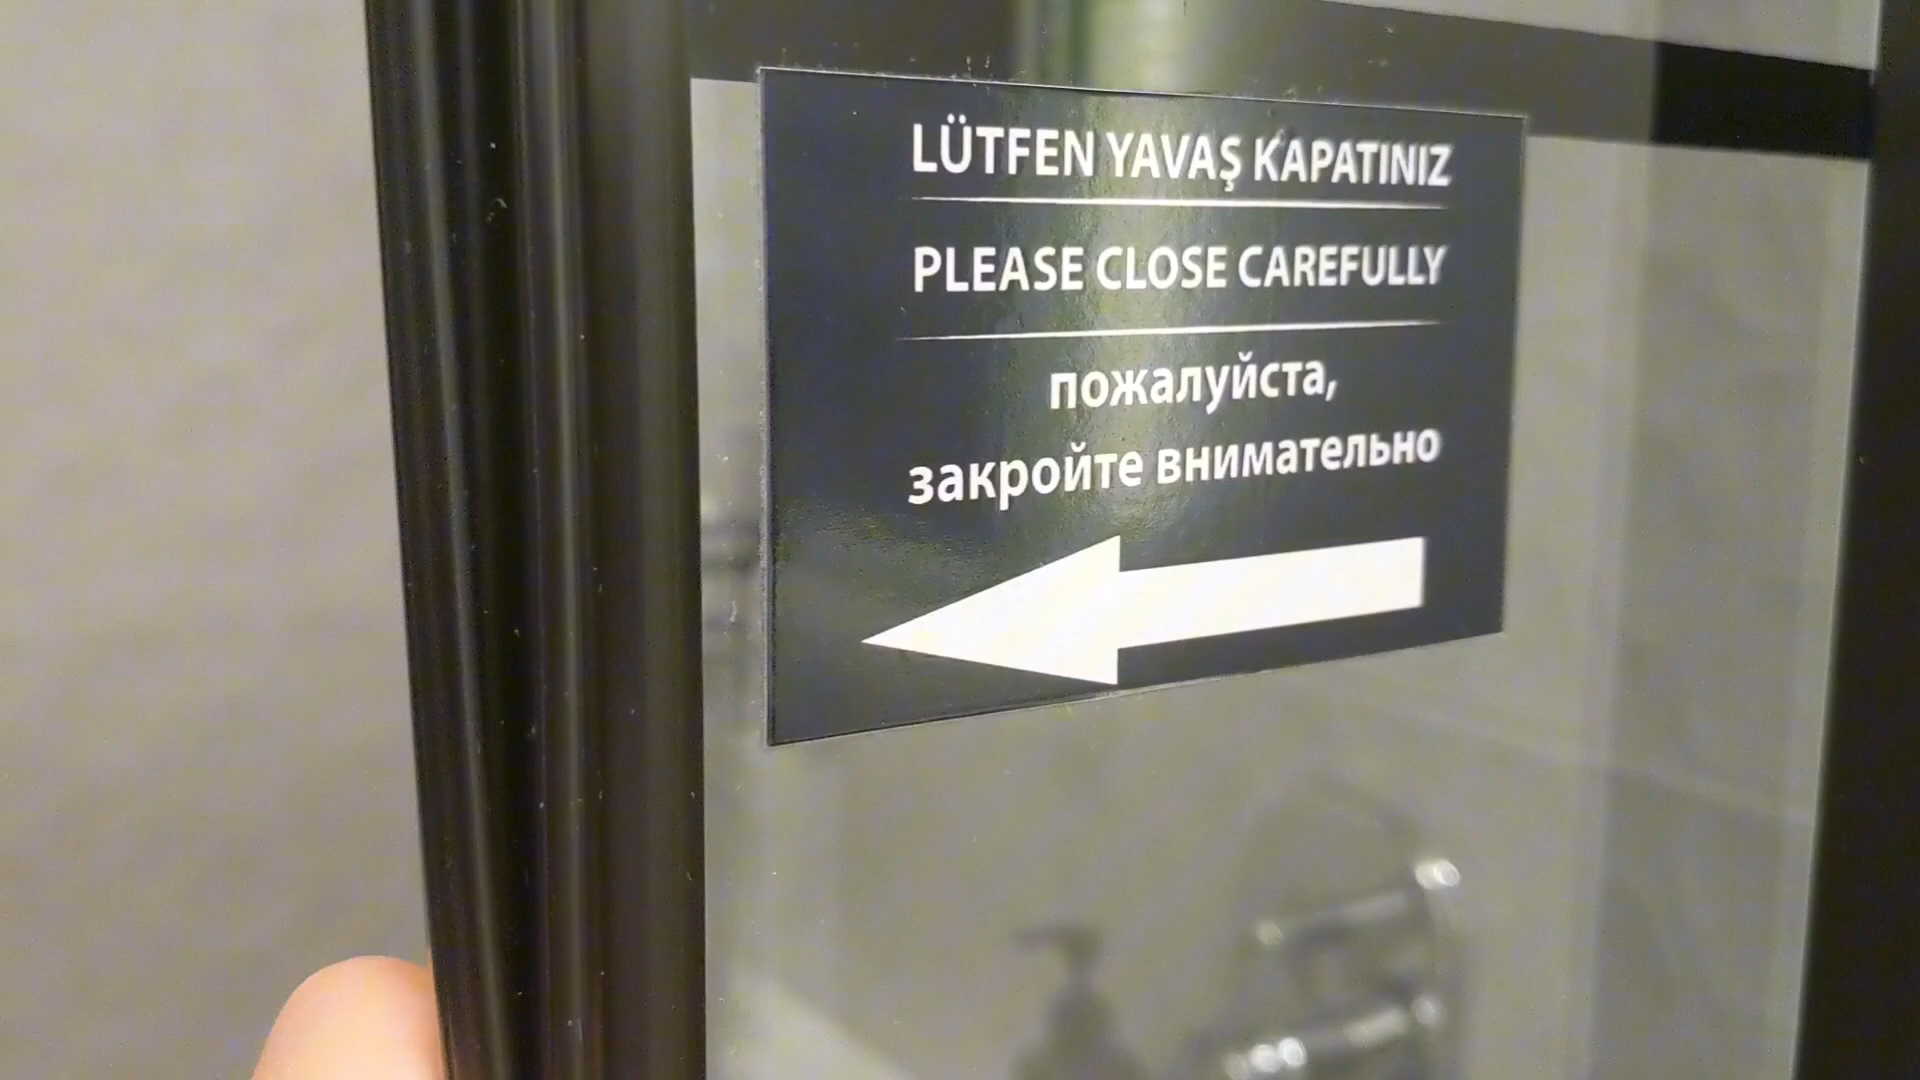 LÜTFEN YAVAŞ KAPATINIZ
PLEASE CLOSE CAREFULLY
пожалуйста,
закройте внимательно